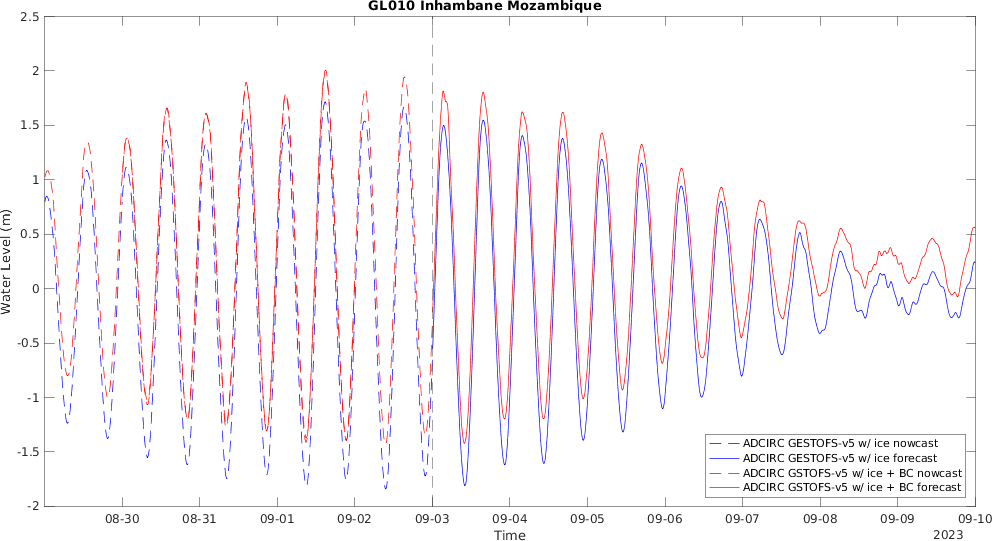 GL010 Inhambane Mozambique
2.5
2
1.5
1
0.5
0
-0.5
-1
-1.5
-2
Water Level (m)
08-30 08-31 09-01 09-02 09-03 09-04 09-05 09-06 09-07 09-08 09-09 09-10
Time
2023
ADCIRC GESTOFS-v5 w/ ice nowcast
ADCIRC GESTOFS-v5 w/ ice forecast
ADCIRC GSTOFS-v5 w/ ice + BC nowcast
ADCIRC GSTOFS-v5 w/ ice + BC forecast